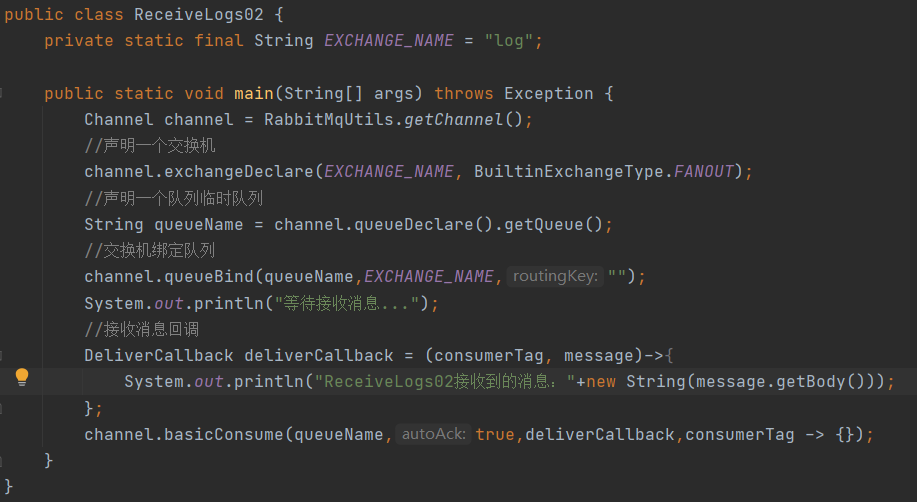 public class ReceiveLogs02 {
private static final String EXCHANGE_NAME = "log";
public static void main(String[] args) throws Exception {
Channel channel = RabbitMqUtils.getChannel();
//声明一个交换机
channel.exchangeDeclare(EXCHANGE_NAME, BuiltinExchangeType.FANOUT);
//声明一个队列临时队列
String queueName = channel.queueDeclare().getQueue();
//交换机绑定队列
channel.queueBind(queueName,EXCHANGE_NAME, routingKey: "");
System.out.println("等待接收消息...");
//接收消息回调
DeliverCallback deliverCallback = (consumerTag, message)->{
System.out.println("ReceiveLogs02接收到的消息："+new String(message.getBody()));
};
channel.basicConsume(queueName, autoAck: true,deliverCallback,consumerTag -> {});
}
}